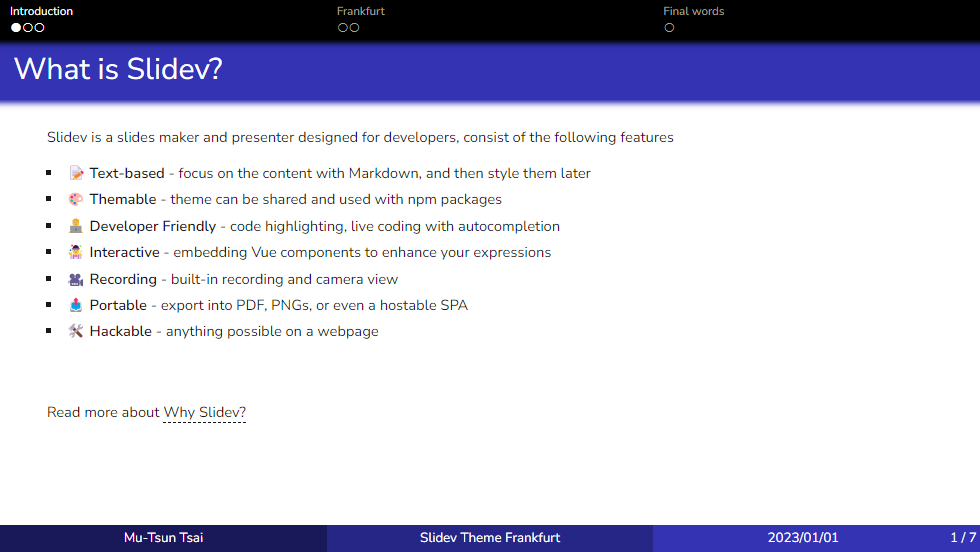 Introduction
Frankfurt
Final words
What is Slidev?
Slidev is a slides maker and presenter designed for developers, consist of the following features
📝 Text-based - focus on the content with Markdown, and then style them later
🎨 Themable - theme can be shared and used with npm packages
🧑‍💻 Developer Friendly - code highlighting, live coding with autocompletion
🤹 Interactive - embedding Vue components to enhance your expressions
🎥 Recording - built-in recording and camera view
📤 Portable - export into PDF, PNGs, or even a hostable SPA
🛠 Hackable - anything possible on a webpage
Read more about Why Slidev?
Mu-Tsun Tsai
Slidev Theme Frankfurt
2023/01/01
1 / 7